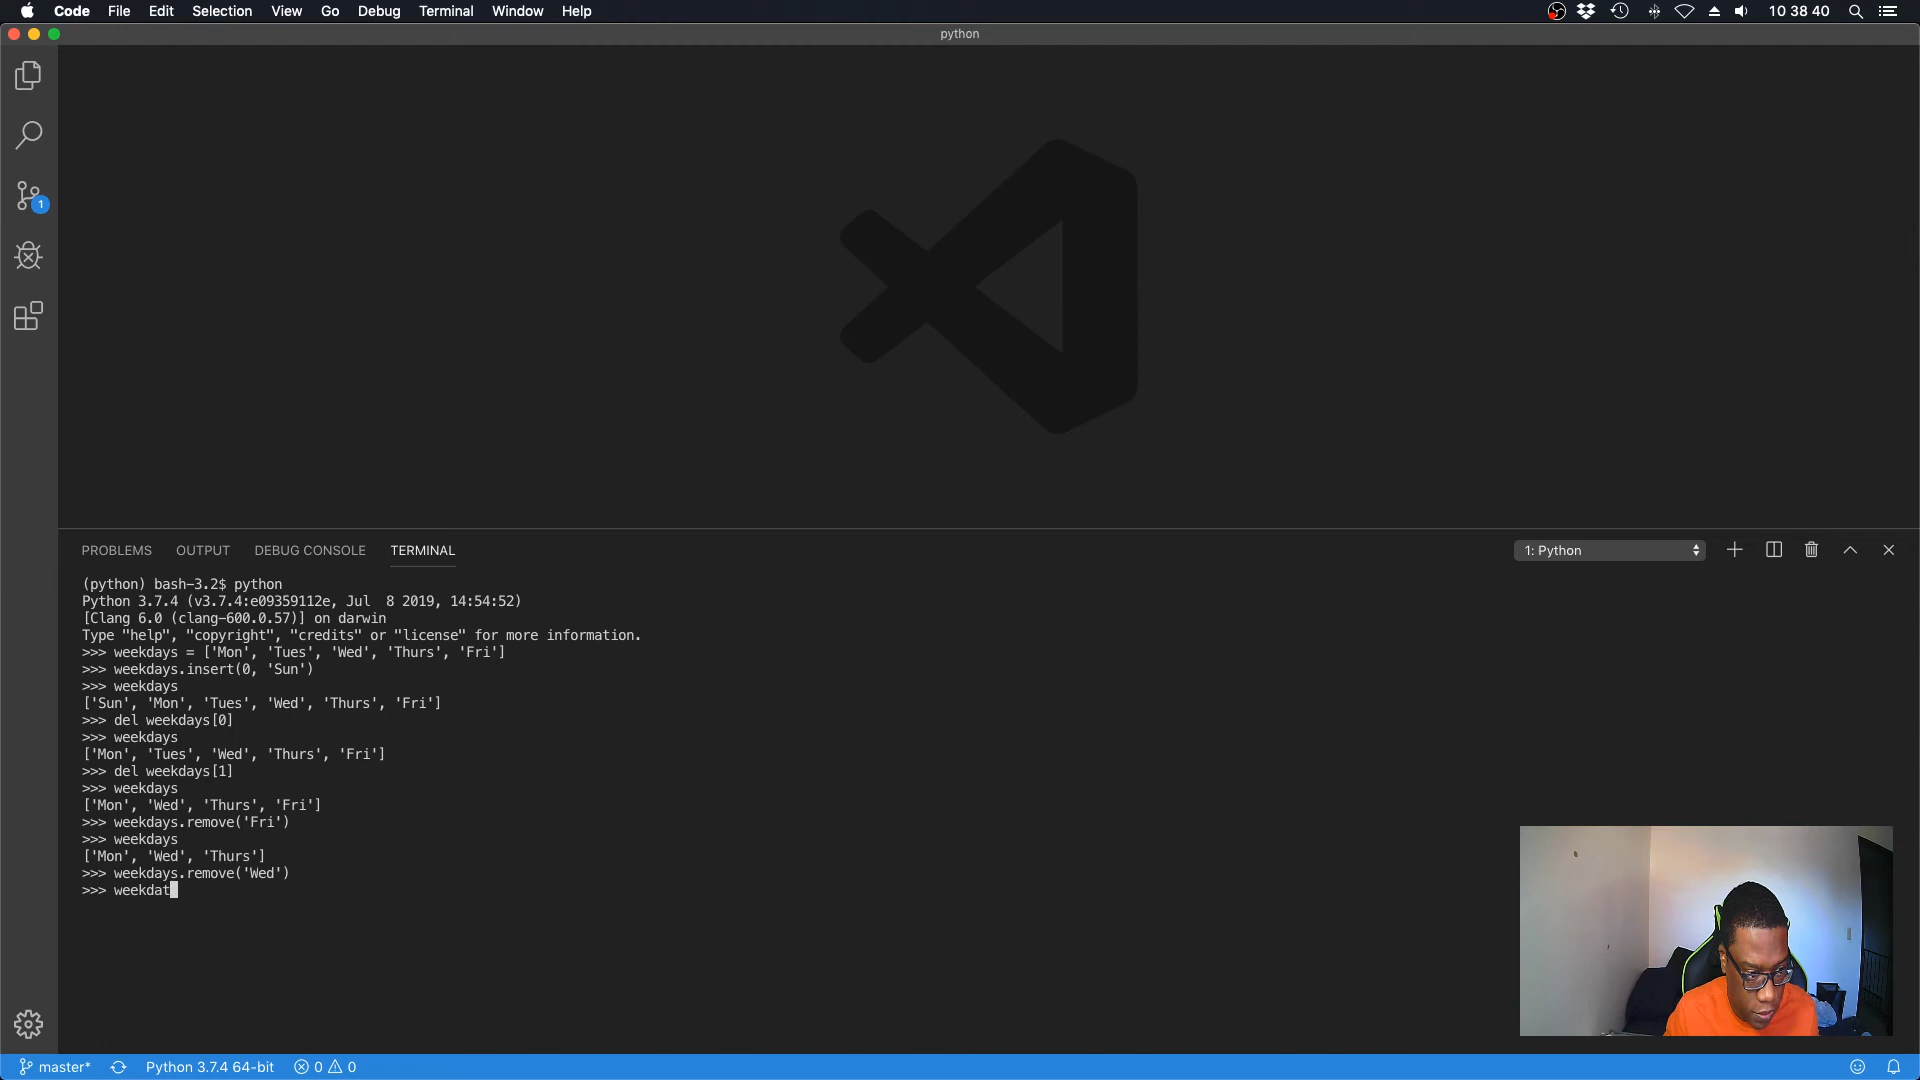 Code File Edit Selection View Go Debug Terminal Window Help 10 38 40
python
1
PROBLEMS OUTPUT DEBUG CONSOLE TERMINAL 1: Python
(python) bash-3.2$ python
Python 3.7.4 (v3.7.4:e09359112e, Jul  8 2019, 14:54:52)
[Clang 6.0 (clang-600.0.57)] on darwin
Type "help", "copyright", "credits" or "license" for more information.
>>> weekdays = ['Mon', 'Tues', 'Wed', 'Thurs', 'Fri']
>>> weekdays.insert(0, 'Sun')
>>> weekdays
['Sun', 'Mon', 'Tues', 'Wed', 'Thurs', 'Fri']
>>> del weekdays[0]
>>> weekdays
['Mon', 'Tues', 'Wed', 'Thurs', 'Fri']
>>> del weekdays[1]
>>> weekdays
['Mon', 'Wed', 'Thurs', 'Fri']
>>> weekdays.remove('Fri')
>>> weekdays
['Mon', 'Wed', 'Thurs']
>>> weekdays.remove('Wed')
>>> weekdat
master* Python 3.7.4 64-bit 0 0